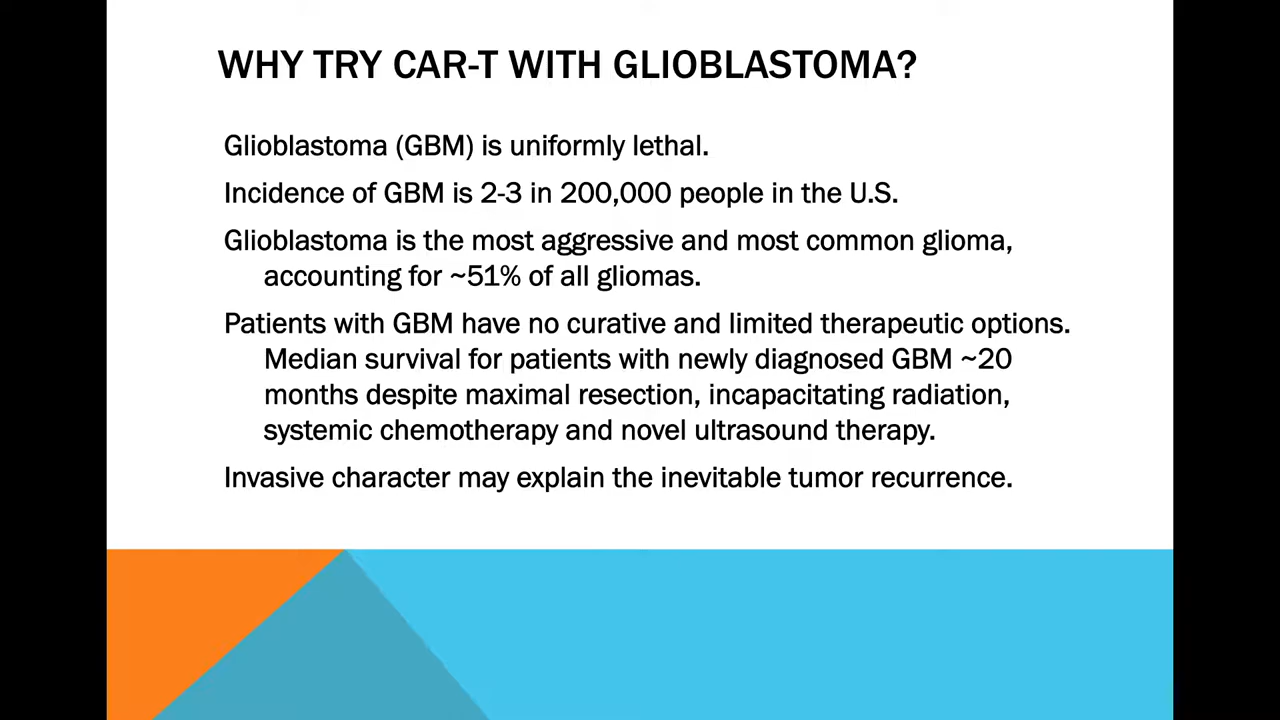 WHY TRY CAR-T WITH GLIOBLASTOMA?
Glioblastoma (GBM) is uniformly lethal.
Incidence of GBM is 2-3 in 200,000 people in the U.S.
Glioblastoma is the most aggressive and most common glioma,
accounting for ~51% of all gliomas.
Patients with GBM have no curative and limited therapeutic options.
Median survival for patients with newly diagnosed GBM ~20
months despite maximal resection, incapacitating radiation,
systemic chemotherapy and novel ultrasound therapy.
Invasive character may explain the inevitable tumor recurrence.